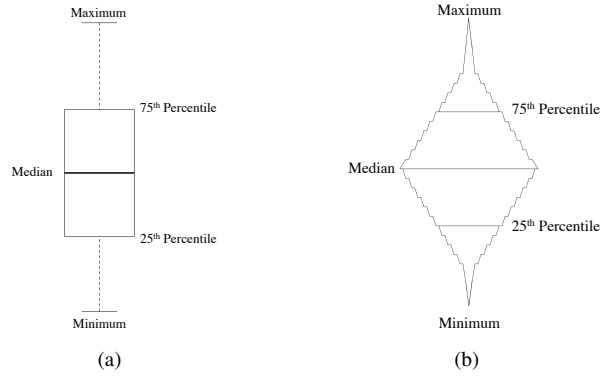 Maximum
75th Percentile
Median
25th Percentile
Minimum
(a)
Maximum
75th Percentile
Median
25th Percentile
Minimum
(b)